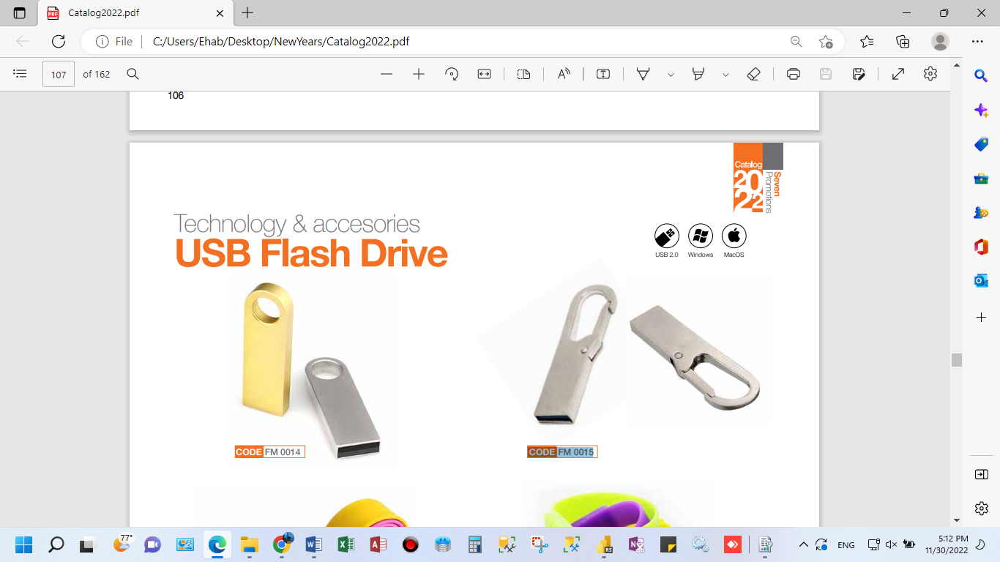 Catalog2022.pdf
File
C:/Users/Ehab/Desktop/NewYears/Catalog2022.pdf
107 of 162
106
Catalog
2022
Seven
Promotions
Technology & accesories
USB Flash Drive
USB 2.0
Windows
MacOS
CODE FM 0014
CODE FM 0015
77°
ENG
5:12 PM
11/30/2022